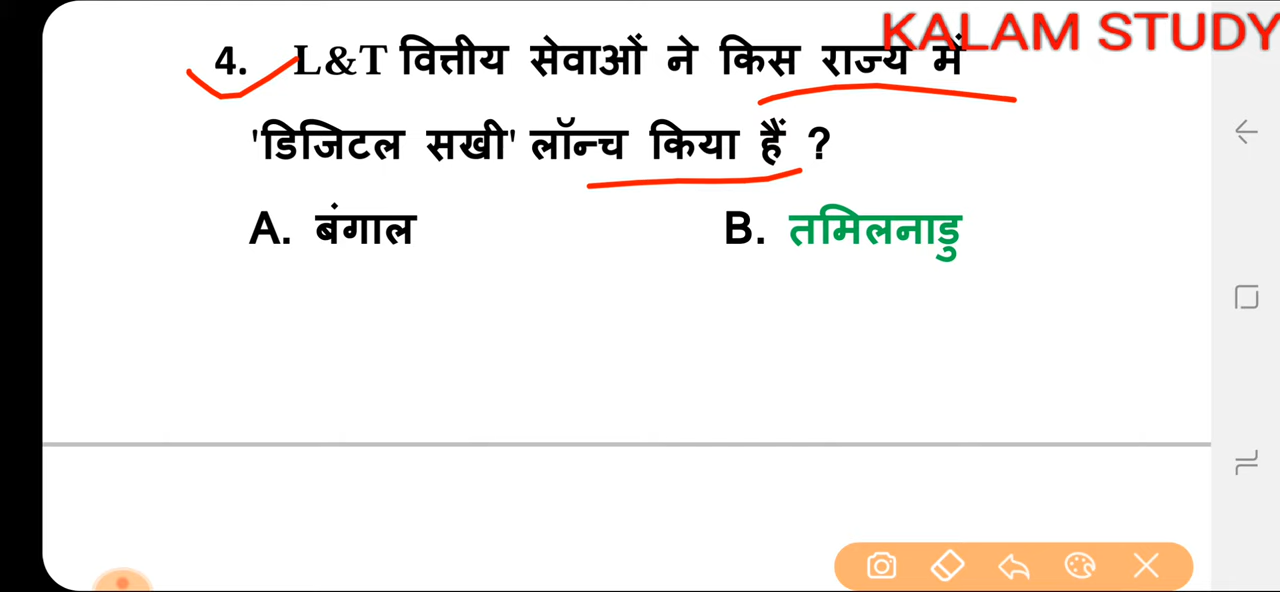 KALAM STUDY
4. L&T वित्तीय सेवाओं ने किस राज्य में
'डिजिटल सखी' लॉन्च किया हैं ?
A. बंगाल B. तमिलनाडु